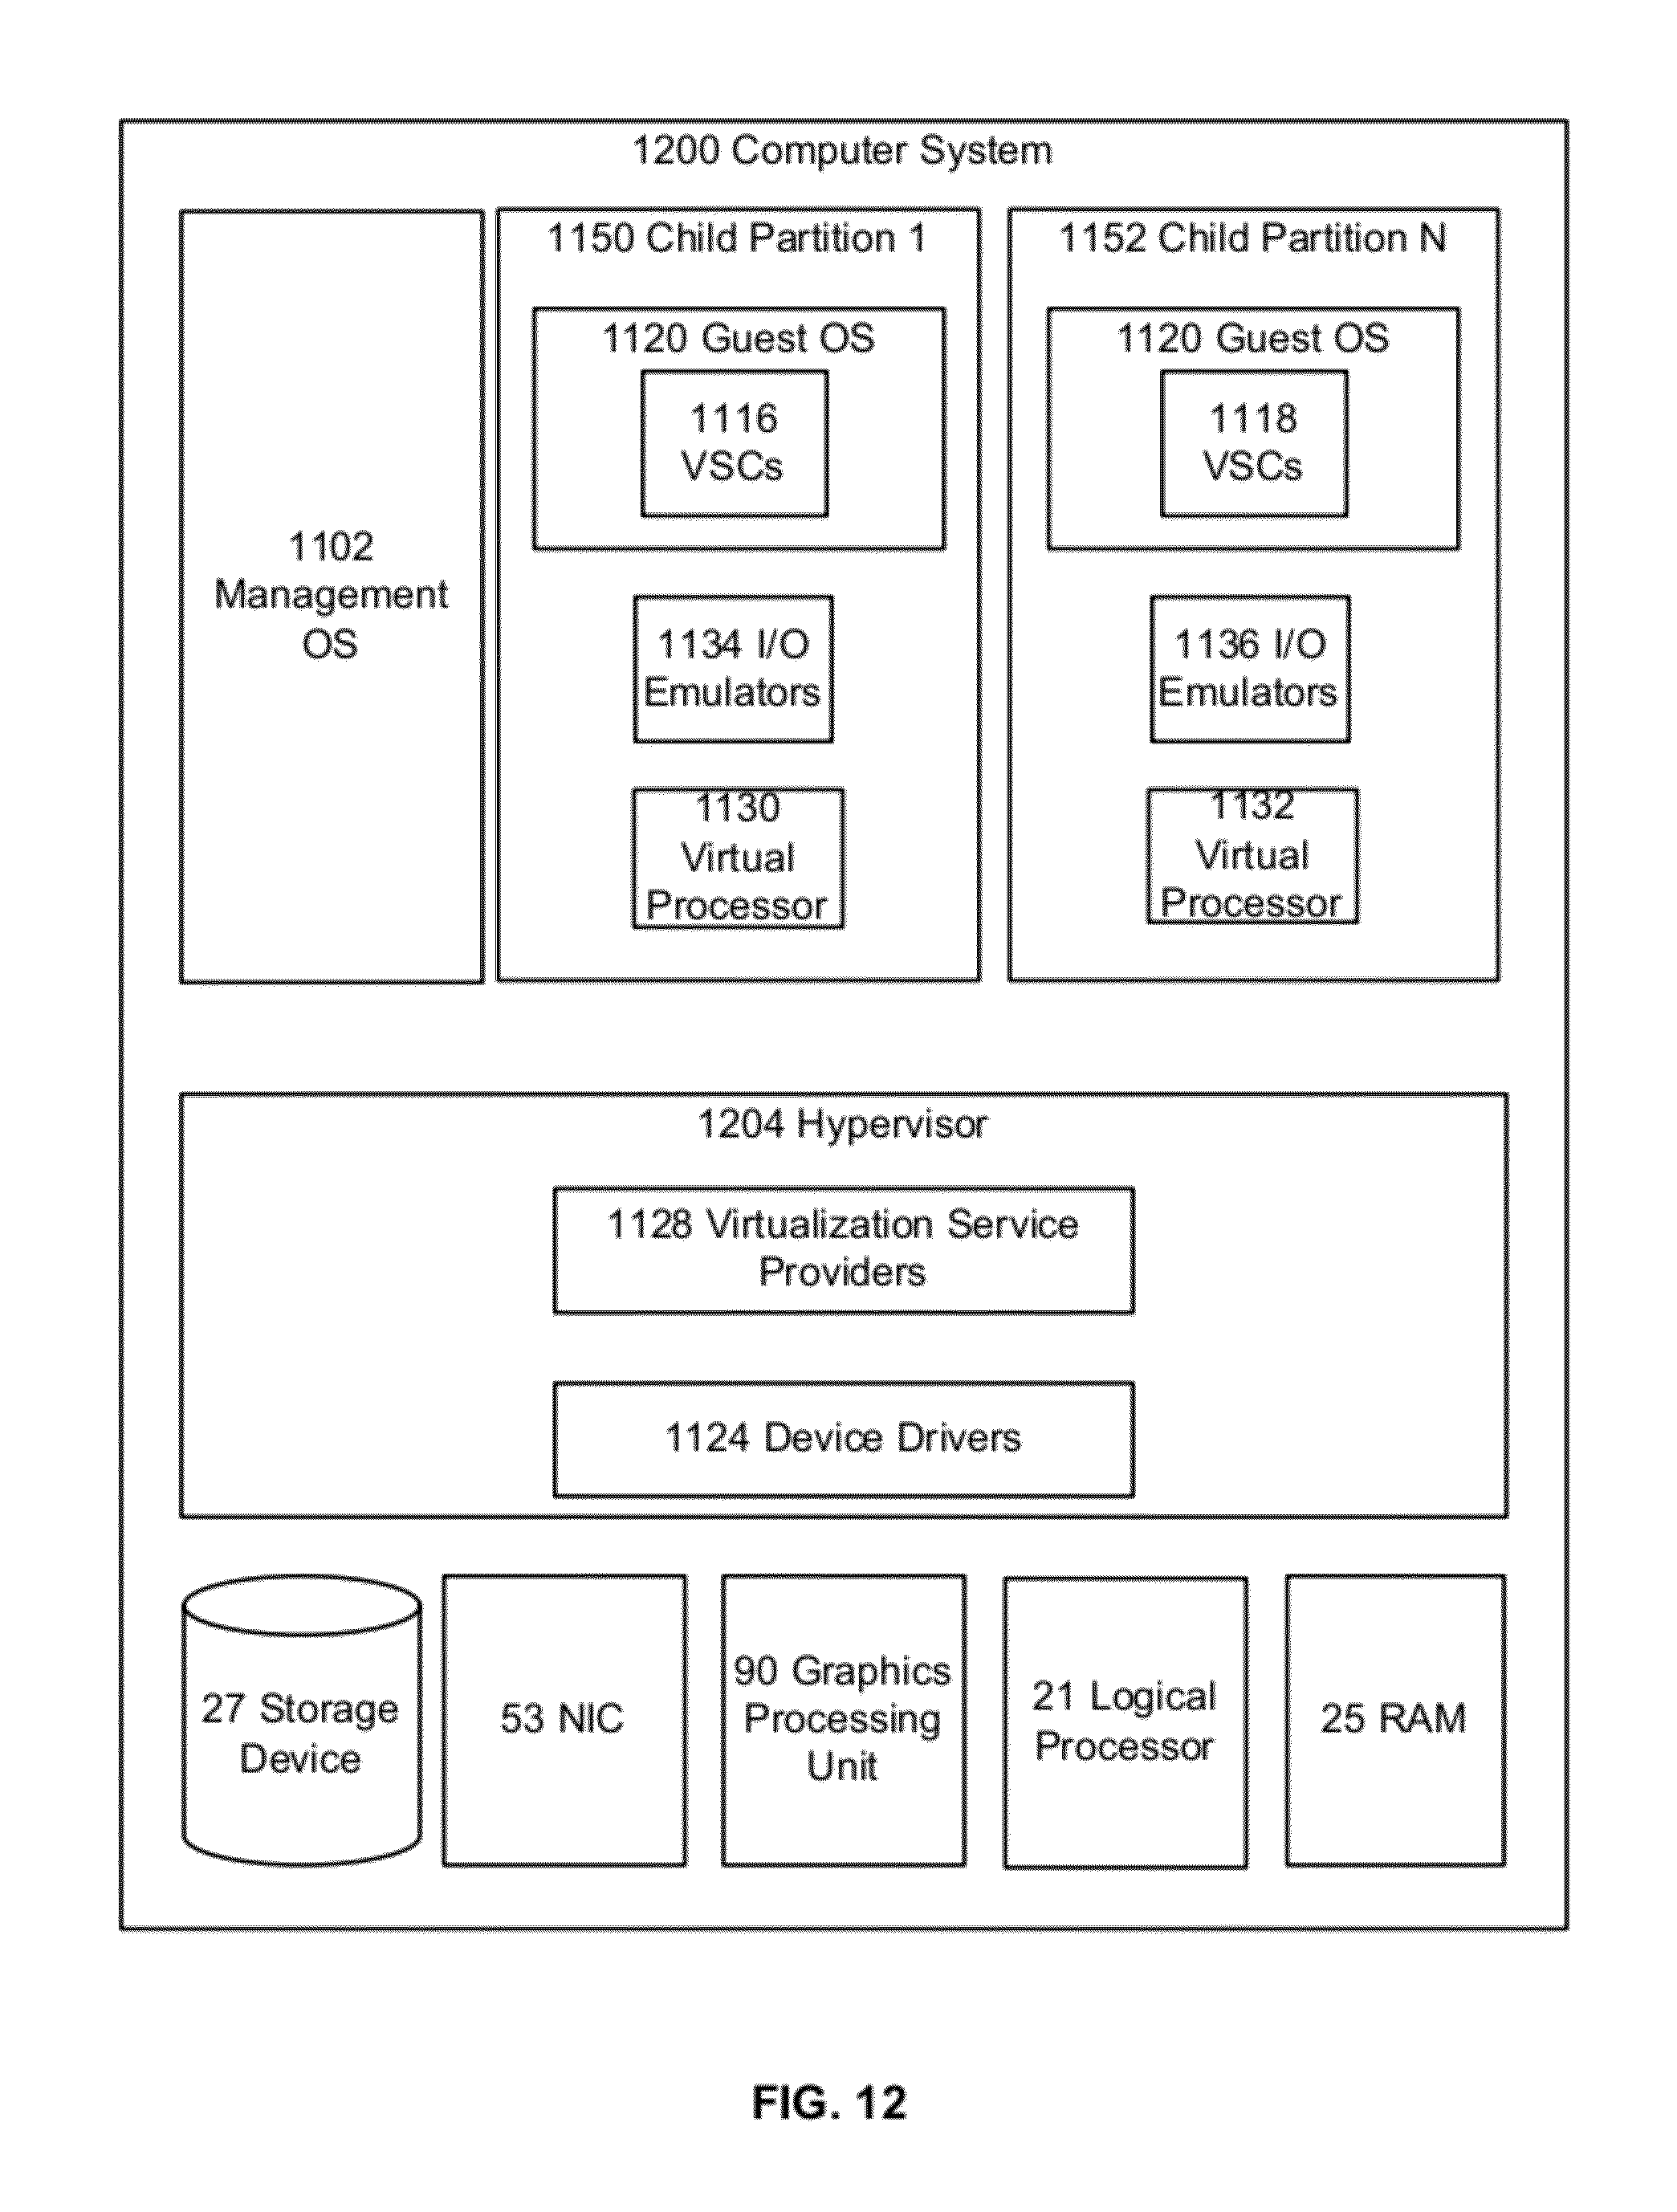 1200 Computer System
1102
Management
OS
1150 Child Partition 1
1120 Guest OS
1116
VSCs
1134 I/O
Emulators
1130
Virtual
Processor
1152 Child Partition N
1120 Guest OS
1118
VSCs
1136 I/O
Emulators
1132
Virtual
Processor
1204 Hypervisor
1128 Virtualization Service
Providers
1124 Device Drivers
27 Storage
Device
53 NIC
90 Graphics
Processing
Unit
21 Logical
Processor
25 RAM
FIG. 12